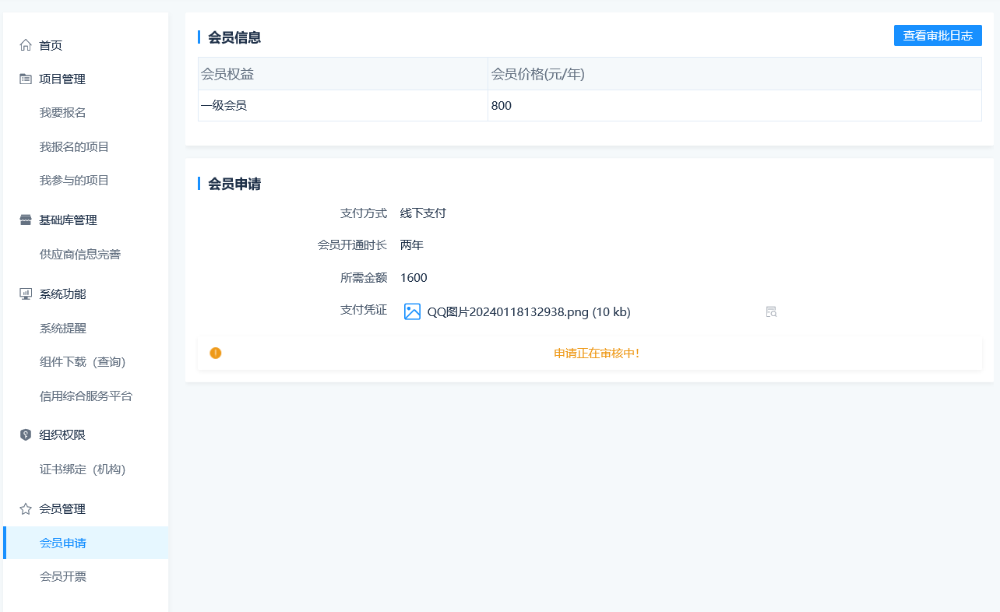 首页
项目管理
我要报名
我报名的项目
我参与的项目
基础库管理
供应商信息完善
系统功能
系统提醒
组件下载（查询）
信用综合服务平台
组织权限
证书绑定（机构）
会员管理
会员申请
会员开票
会员信息
查看审批日志
会员权益 会员价格(元/年)
一级会员 800
会员申请
支付方式 线下支付
会员开通时长 两年
所需金额 1600
支付凭证 QQ图片20240118132938.png (10 kb)
申请正在审核中！